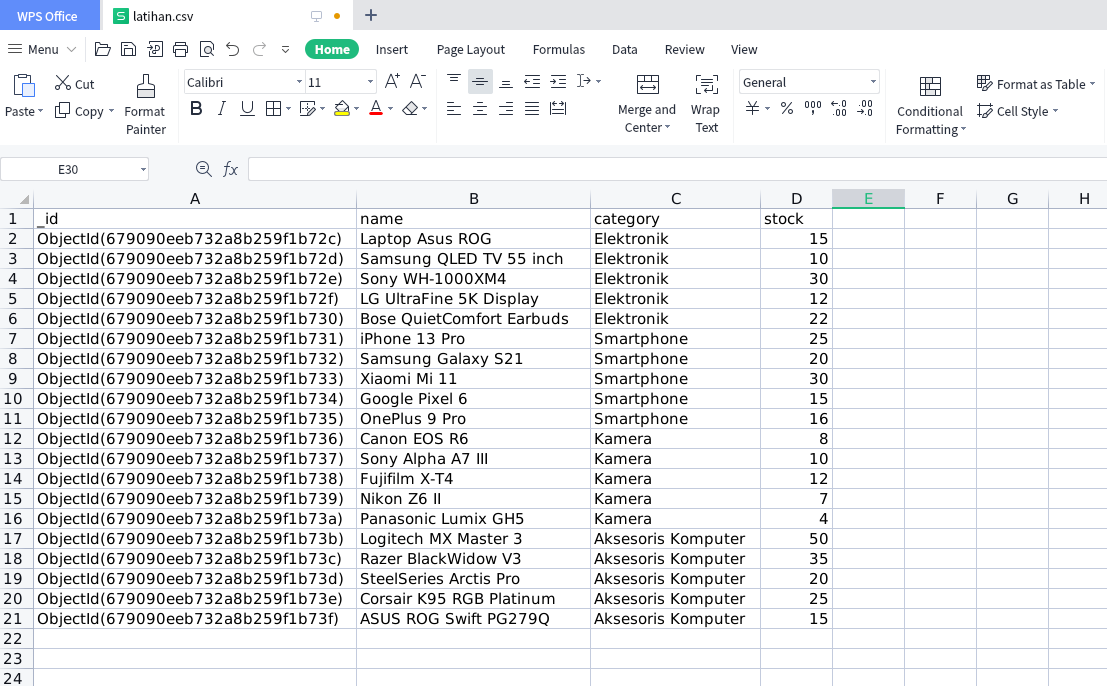 WPS Office latihan.csv
Menu Home Insert Page Layout Formulas Data Review View
Paste Cut Copy Format Painter Calibri 11 Merge and Center Wrap Text General Conditional Formatting Format as Table Cell Style
E30 fx
A B C D E F G H
1 _id name category stock
2 ObjectId(679090eeb732a8b259f1b72c) Laptop Asus ROG Elektronik 15
3 ObjectId(679090eeb732a8b259f1b72d) Samsung QLED TV 55 inch Elektronik 10
4 ObjectId(679090eeb732a8b259f1b72e) Sony WH-1000XM4 Elektronik 30
5 ObjectId(679090eeb732a8b259f1b72f) LG UltraFine 5K Display Elektronik 12
6 ObjectId(679090eeb732a8b259f1b730) Bose QuietComfort Earbuds Elektronik 22
7 ObjectId(679090eeb732a8b259f1b731) iPhone 13 Pro Smartphone 25
8 ObjectId(679090eeb732a8b259f1b732) Samsung Galaxy S21 Smartphone 20
9 ObjectId(679090eeb732a8b259f1b733) Xiaomi Mi 11 Smartphone 30
10 ObjectId(679090eeb732a8b259f1b734) Google Pixel 6 Smartphone 15
11 ObjectId(679090eeb732a8b259f1b735) OnePlus 9 Pro Smartphone 16
12 ObjectId(679090eeb732a8b259f1b736) Canon EOS R6 Kamera 8
13 ObjectId(679090eeb732a8b259f1b737) Sony Alpha A7 III Kamera 10
14 ObjectId(679090eeb732a8b259f1b738) Fujifilm X-T4 Kamera 12
15 ObjectId(679090eeb732a8b259f1b739) Nikon Z6 II Kamera 7
16 ObjectId(679090eeb732a8b259f1b73a) Panasonic Lumix GH5 Kamera 4
17 ObjectId(679090eeb732a8b259f1b73b) Logitech MX Master 3 Aksesoris Komputer 50
18 ObjectId(679090eeb732a8b259f1b73c) Razer BlackWidow V3 Aksesoris Komputer 35
19 ObjectId(679090eeb732a8b259f1b73d) SteelSeries Arctis Pro Aksesoris Komputer 20
20 ObjectId(679090eeb732a8b259f1b73e) Corsair K95 RGB Platinum Aksesoris Komputer 25
21 ObjectId(679090eeb732a8b259f1b73f) ASUS ROG Swift PG279Q Aksesoris Komputer 15
22
23
24